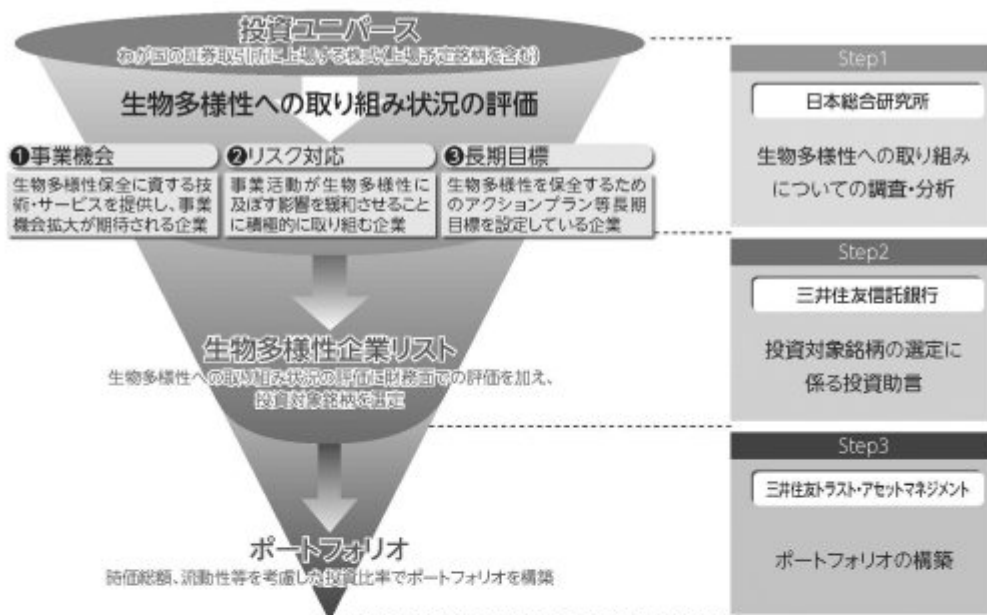 投資ユニバース
わが国の証券取引所に上場する株式(上場予定銘柄を含む)
生物多様性への取り組み状況の評価
❶事業機会
生物多様性保全に資する技
術・サービスを提供し、事業
機会拡大が期待される企業
❷リスク対応
事業活動が生物多様性に
及ぼす影響を緩和させること
に積極的に取り組む企業
❸長期目標
生物多様性を保全するため
のアクションプラン等長期
目標を設定している企業
生物多様性企業リスト
生物多様性への取り組み状況の評価に財務面での評価を加え、
投資対象銘柄を選定
ポートフォリオ
時価総額、流動性等を考慮した投資比率でポートフォリオを構築
Step1
日本総合研究所
生物多様性への取り組み
についての調査・分析
Step2
三井住友信託銀行
投資対象銘柄の選定に
係る投資助言
Step3
三井住友トラスト・アセットマネジメント
ポートフォリオの構築